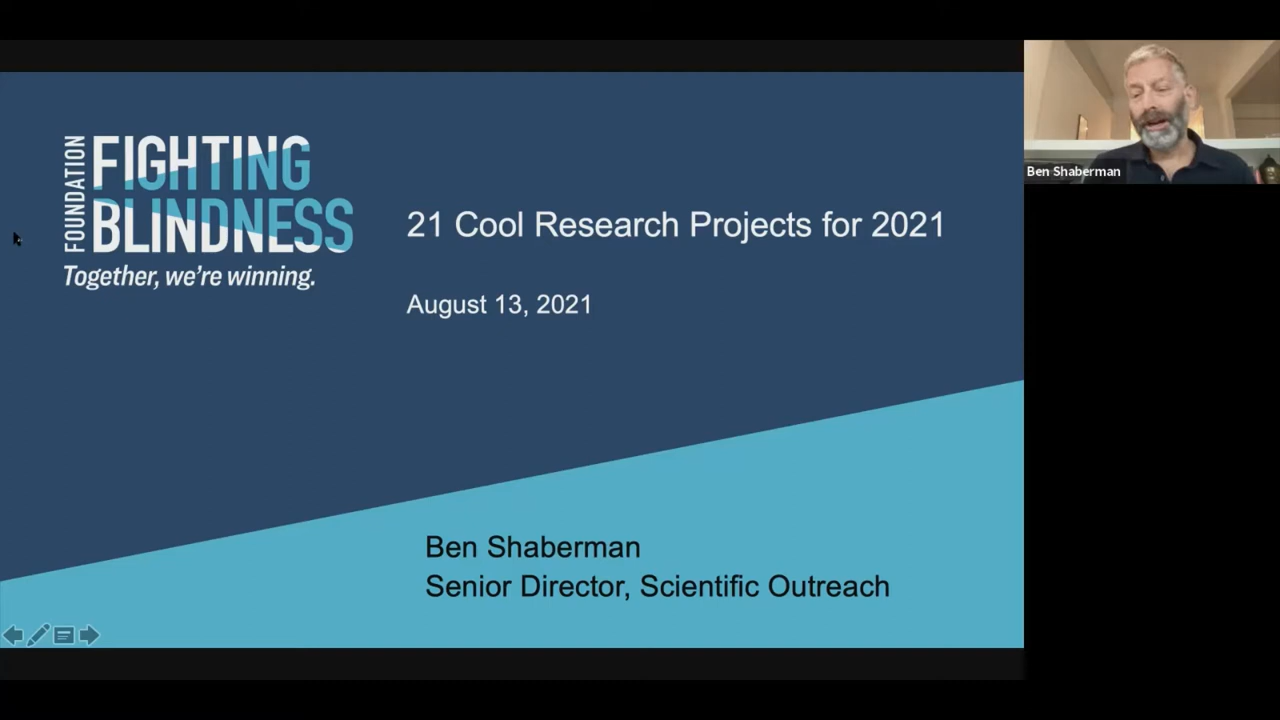 FOUNDATION
FIGHTING
BLINDNESS
Together, we're winning.
21 Cool Research Projects for 2021
August 13, 2021
Ben Shaberman
Senior Director, Scientific Outreach
Ben Shaberman